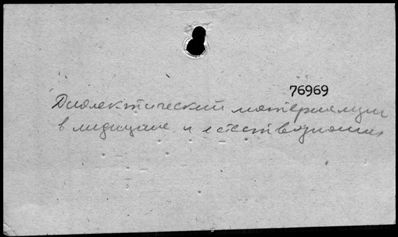 76969
Диалектический материализм
в медицине и естествознании